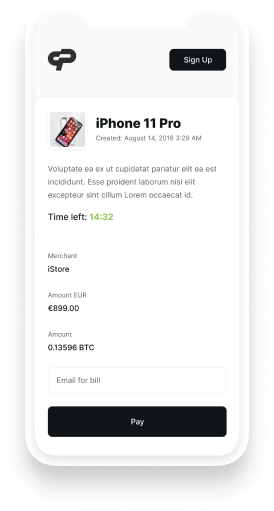 Sign Up
iPhone 11 Pro
Created: August 14, 2016 3:29 AM
Voluptate ea ex ut cupidatat pariatur elit ea est
incididunt. Esse proident laborum nisi elit
excepteur sint cillum Lorem occaecat id.
Time left: 14:32
Merchant
iStore
Amount EUR
€899.00
Amount
0.13596 BTC
Email for bill
Pay